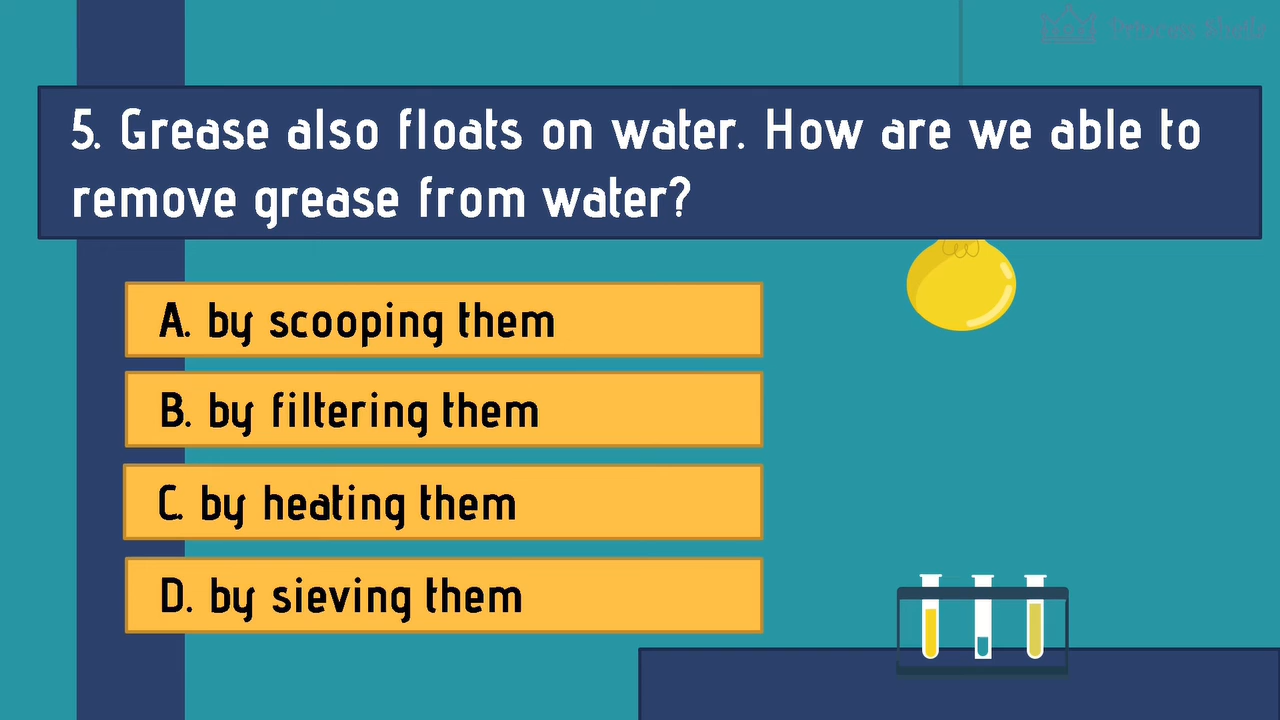 5. Grease also floats on water. How are we able to
remove grease from water?
A. by scooping them
B. by filtering them
C. by heating them
D. by sieving them